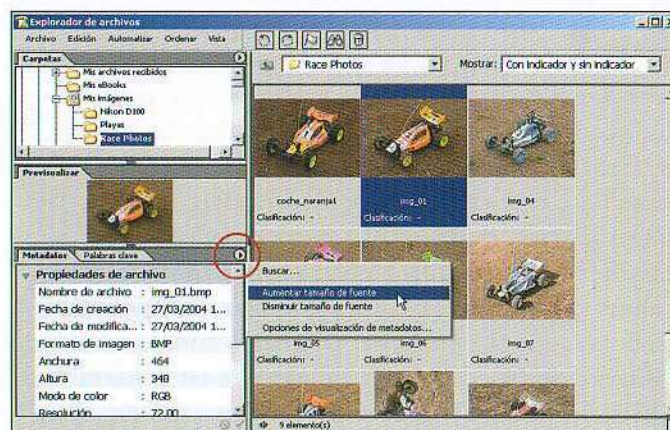 Explorador de archivos
Archivo Edición Automatizar Ordenar Vista
Carpetas
Mis archivos recibidos
Mis eBooks
Mis imágenes
Nikon D100
Playas
Race Photos
Previsualizar
Metadatos Palabras clave
Propiedades de archivo
Nombre de archivo : img_01.bmp
Fecha de creación : 27/03/2004 1...
Fecha de modifica... : 27/03/2004 1...
Formato de imagen : BMP
Anchura : 464
Altura : 348
Modo de color : RGB
Resolución : 72.00
Race Photos Mostrar: Con indicador y sin indicador
coche_naranja1 img_01 img_04
Clasificación: - Clasificación: - Clasificación: -
Buscar...
Aumentar tamaño de fuente
Disminuir tamaño de fuente
Opciones de visualización de metadatos...
img_05 img_06 img_07
Clasificación: - Clasificación: - Clasificación: -
9 elemento(s)